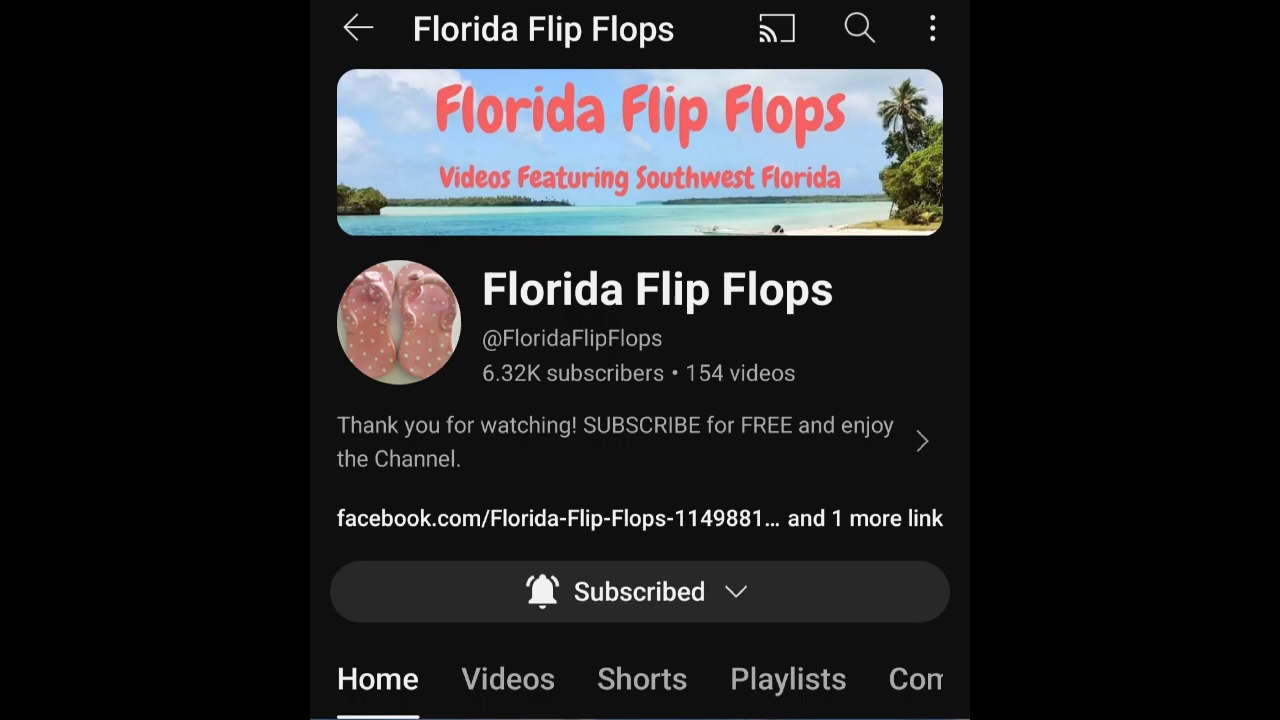 Florida Flip Flops
Florida Flip Flops
Videos Featuring Southwest Florida
Florida Flip Flops
@FloridaFlipFlops
6.32K subscribers • 154 videos
Thank you for watching! SUBSCRIBE for FREE and enjoy
the Channel.
facebook.com/Florida-Flip-Flops-1149881... and 1 more link
Subscribed
Home Videos Shorts Playlists Com